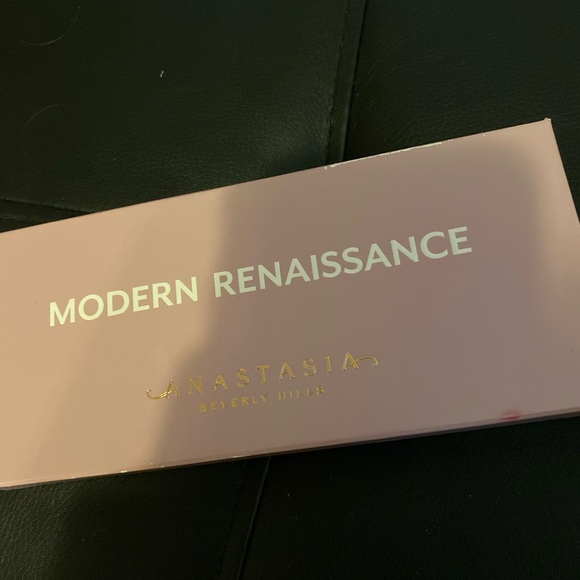 MODERN RENAISSANCE
ANASTASIA
BEVERLY HILLS